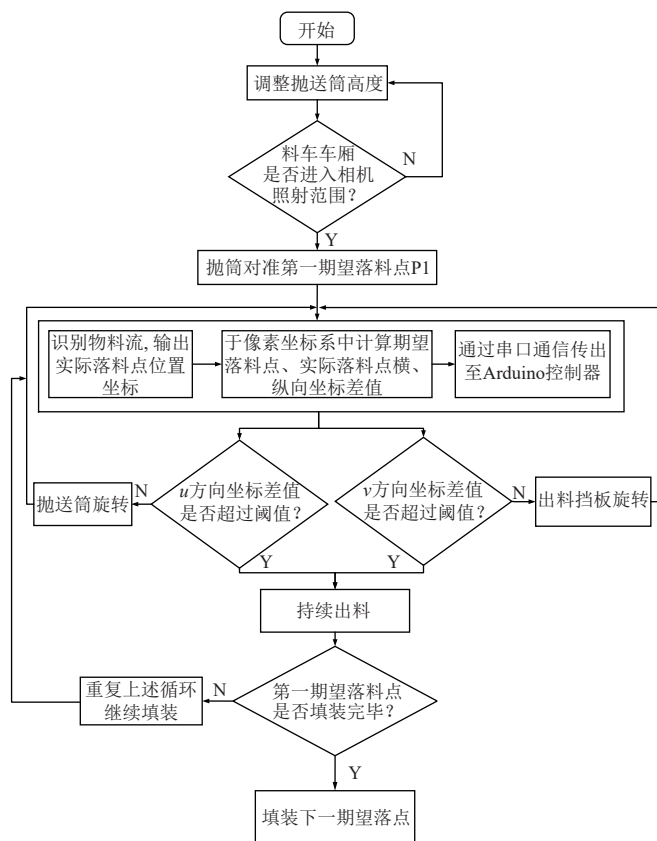 开始
调整抛送筒高度
料车车厢
是否进入相机
照射范围？
N
Y
抛筒对准第一期望落料点P1
识别物料流, 输出
实际落料点位置
坐标
于像素坐标系中计算期望
落料点、实际落料点横、
纵向坐标差值
通过串口通信传出
至Arduino控制器
u方向坐标差值
是否超过阈值？
N
抛送筒旋转
Y
v方向坐标差值
是否超过阈值？
N
出料挡板旋转
Y
持续出料
第一期望落料点
是否填装完毕？
N
重复上述循环
继续填装
Y
填装下一期望落点